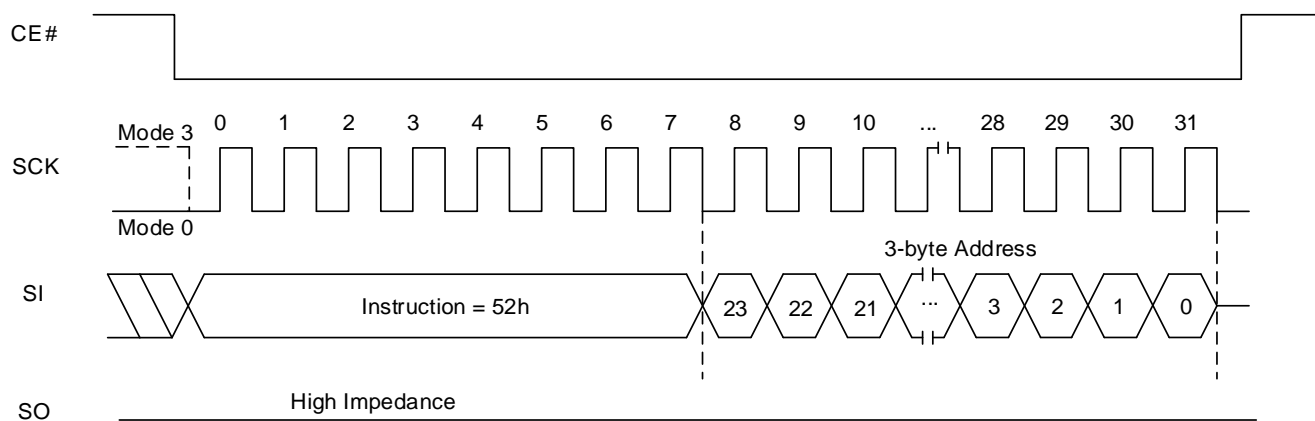 CE#
Mode 3 0 1 2 3 4 5 6 7 8 9 10 ... 28 29 30 31
SCK
Mode 0
3-byte Address
SI Instruction = 52h 23 22 21 ... 3 2 1 0
High Impedance
SO